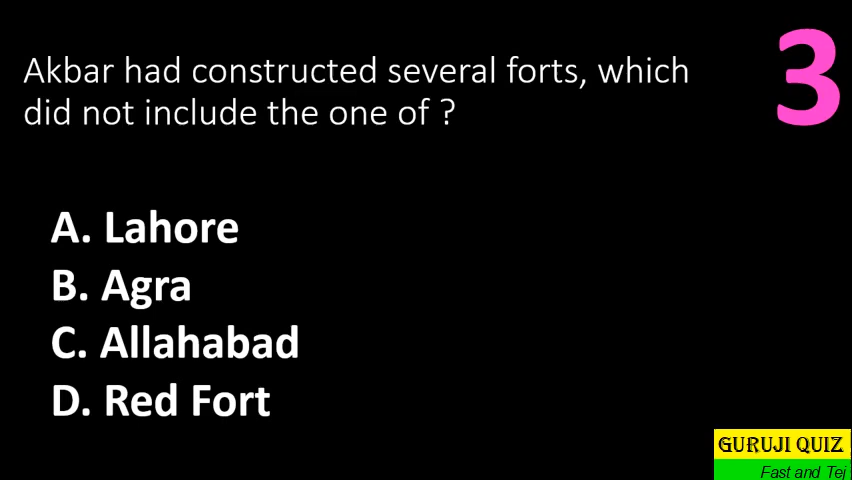 Akbar had constructed several forts, which
did not include the one of ?
3
A. Lahore
B. Agra
C. Allahabad
D. Red Fort
GURUJI QUIZ
Fast and Tej